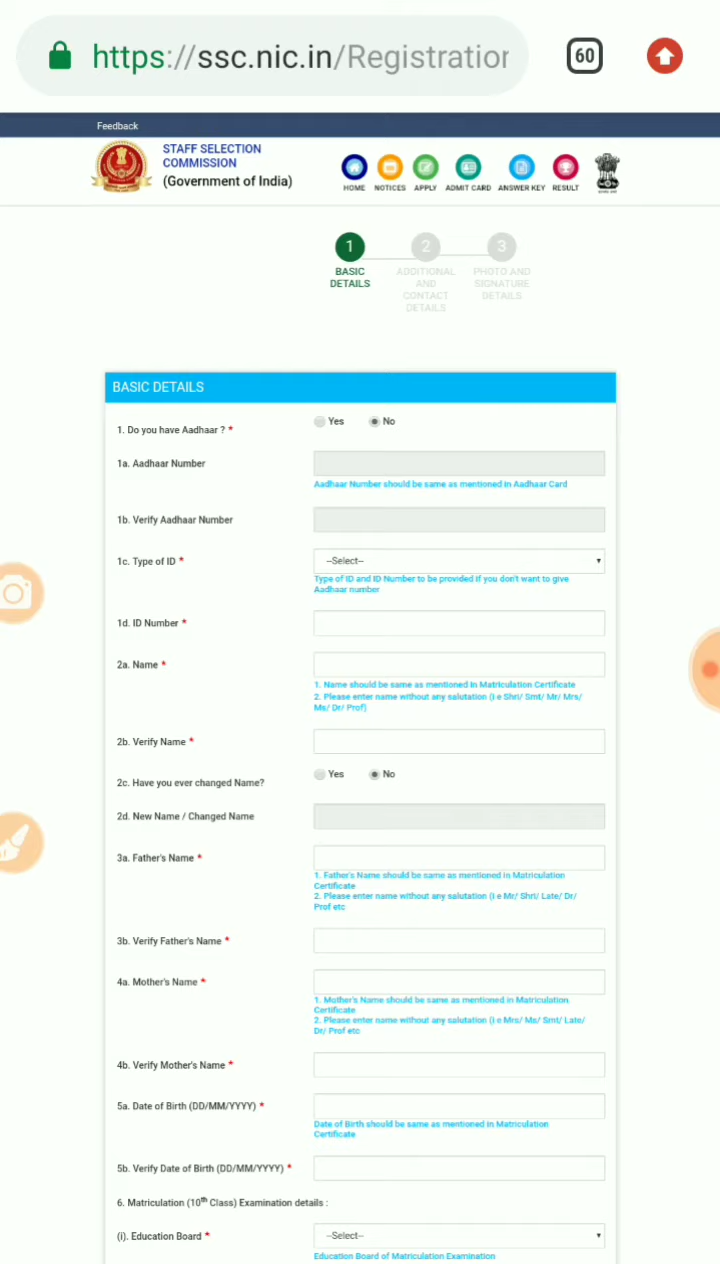 https://ssc.nic.in/Registration
60
Feedback
STAFF SELECTION
COMMISSION
(Government of India)
HOME NOTICES APPLY ADMIT CARD ANSWER KEY RESULT
1 2 3
BASIC
DETAILS
ADDITIONAL
AND
CONTACT
DETAILS
PHOTO AND
SIGNATURE
DETAILS
BASIC DETAILS
1. Do you have Aadhaar ? * Yes No
1a. Aadhaar Number
Aadhaar Number should be same as mentioned in Aadhaar Card
1b. Verify Aadhaar Number
1c. Type of ID * --Select--
Type of ID and ID Number to be provided if you don't want to give
Aadhaar number
1d. ID Number *
2a. Name *
1. Name should be same as mentioned in Matriculation Certificate
2. Please enter name without any salutation (i.e Shri/ Smt/ Mr/ Mrs/
Ms/ Dr/ Prof)
2b. Verify Name *
2c. Have you ever changed Name? Yes No
2d. New Name / Changed Name
3a. Father's Name *
1. Father's Name should be same as mentioned in Matriculation
Certificate
2. Please enter name without any salutation (i e Mr/ Shri/ Late/ Dr/
Prof etc
3b. Verify Father's Name *
4a. Mother's Name *
1. Mother's Name should be same as mentioned in Matriculation
Certificate
2. Please enter name without any salutation (i e Mrs/ Ms/ Smt/ Late/
Dr/ Prof etc
4b. Verify Mother's Name *
5a. Date of Birth (DD/MM/YYYY) *
Date of Birth should be same as mentioned in Matriculation
Certificate
5b. Verify Date of Birth (DD/MM/YYYY) *
6. Matriculation (10th Class) Examination details :
(i). Education Board * --Select--
Education Board of Matriculation Examination